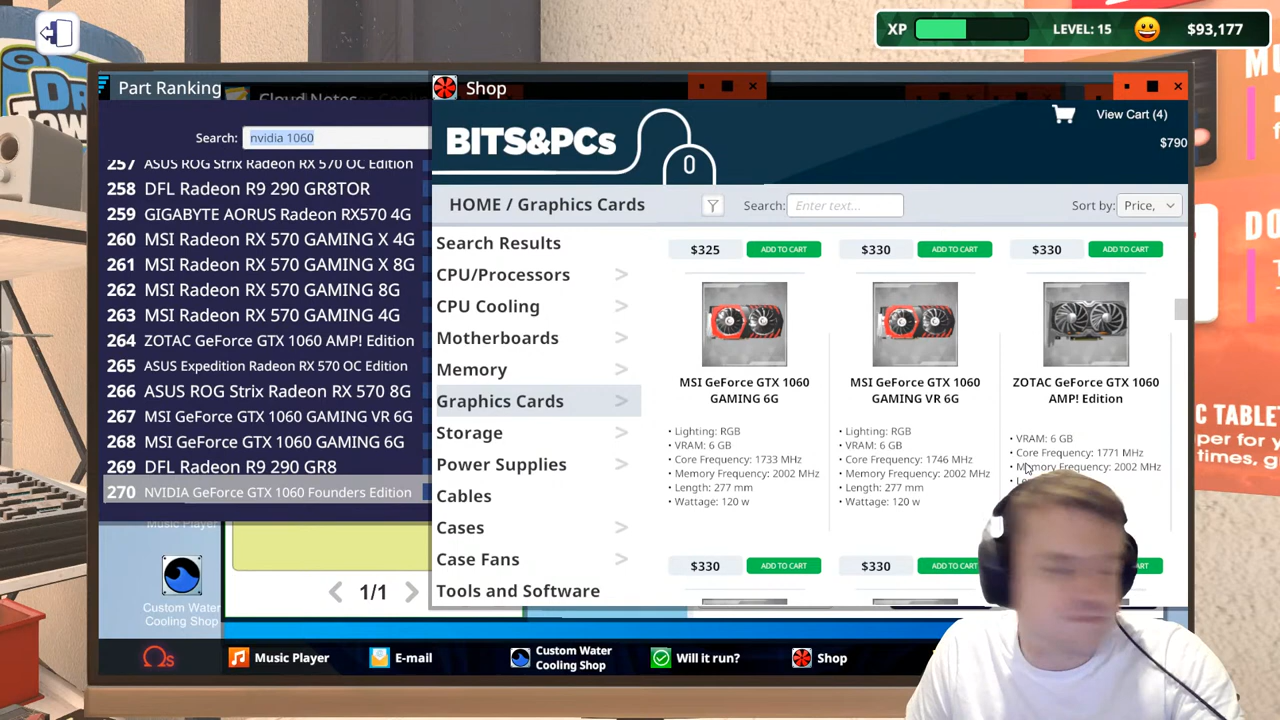 XP
LEVEL: 15
$93,177
Part Ranking
Search:
nvidia 1060
257 ASUS ROG Strix Radeon RX 570 OC Edition
258 DFL Radeon R9 290 GR8TOR
259 GIGABYTE AORUS Radeon RX570 4G
260 MSI Radeon RX 570 GAMING X 4G
261 MSI Radeon RX 570 GAMING X 8G
262 MSI Radeon RX 570 GAMING 8G
263 MSI Radeon RX 570 GAMING 4G
264 ZOTAC GeForce GTX 1060 AMP! Edition
265 ASUS Expedition Radeon RX 570 OC Edition
266 ASUS ROG Strix Radeon RX 570 8G
267 MSI GeForce GTX 1060 GAMING VR 6G
268 MSI GeForce GTX 1060 GAMING 6G
269 DFL Radeon R9 290 GR8
270 NVIDIA GeForce GTX 1060 Founders Edition
Cloud Notes
Shop
BITS&PCs
View Cart (4)
$790
HOME / Graphics Cards
Search:
Enter text...
Sort by:
Price,
Search Results
CPU/Processors >
CPU Cooling >
Motherboards >
Memory >
Graphics Cards >
Storage >
Power Supplies >
Cables
Cases >
Case Fans >
Tools and Software
$325 ADD TO CART
$330 ADD TO CART
$330 ADD TO CART
MSI GeForce GTX 1060
GAMING 6G
• Lighting: RGB
• VRAM: 6 GB
• Core Frequency: 1733 MHz
• Memory Frequency: 2002 MHz
• Length: 277 mm
• Wattage: 120 w
$330 ADD TO CART
MSI GeForce GTX 1060
GAMING VR 6G
• Lighting: RGB
• VRAM: 6 GB
• Core Frequency: 1746 MHz
• Memory Frequency: 2002 MHz
• Length: 277 mm
• Wattage: 120 w
$330 ADD TO CART
ZOTAC GeForce GTX 1060
AMP! Edition
• VRAM: 6 GB
• Core Frequency: 1771 MHz
• Memory Frequency: 2002 MHz
Music Player
1/1
Custom Water
Cooling Shop
Music Player
E-mail
Custom Water
Cooling Shop
Will it run?
Shop
C TABLET
per for y
times, g